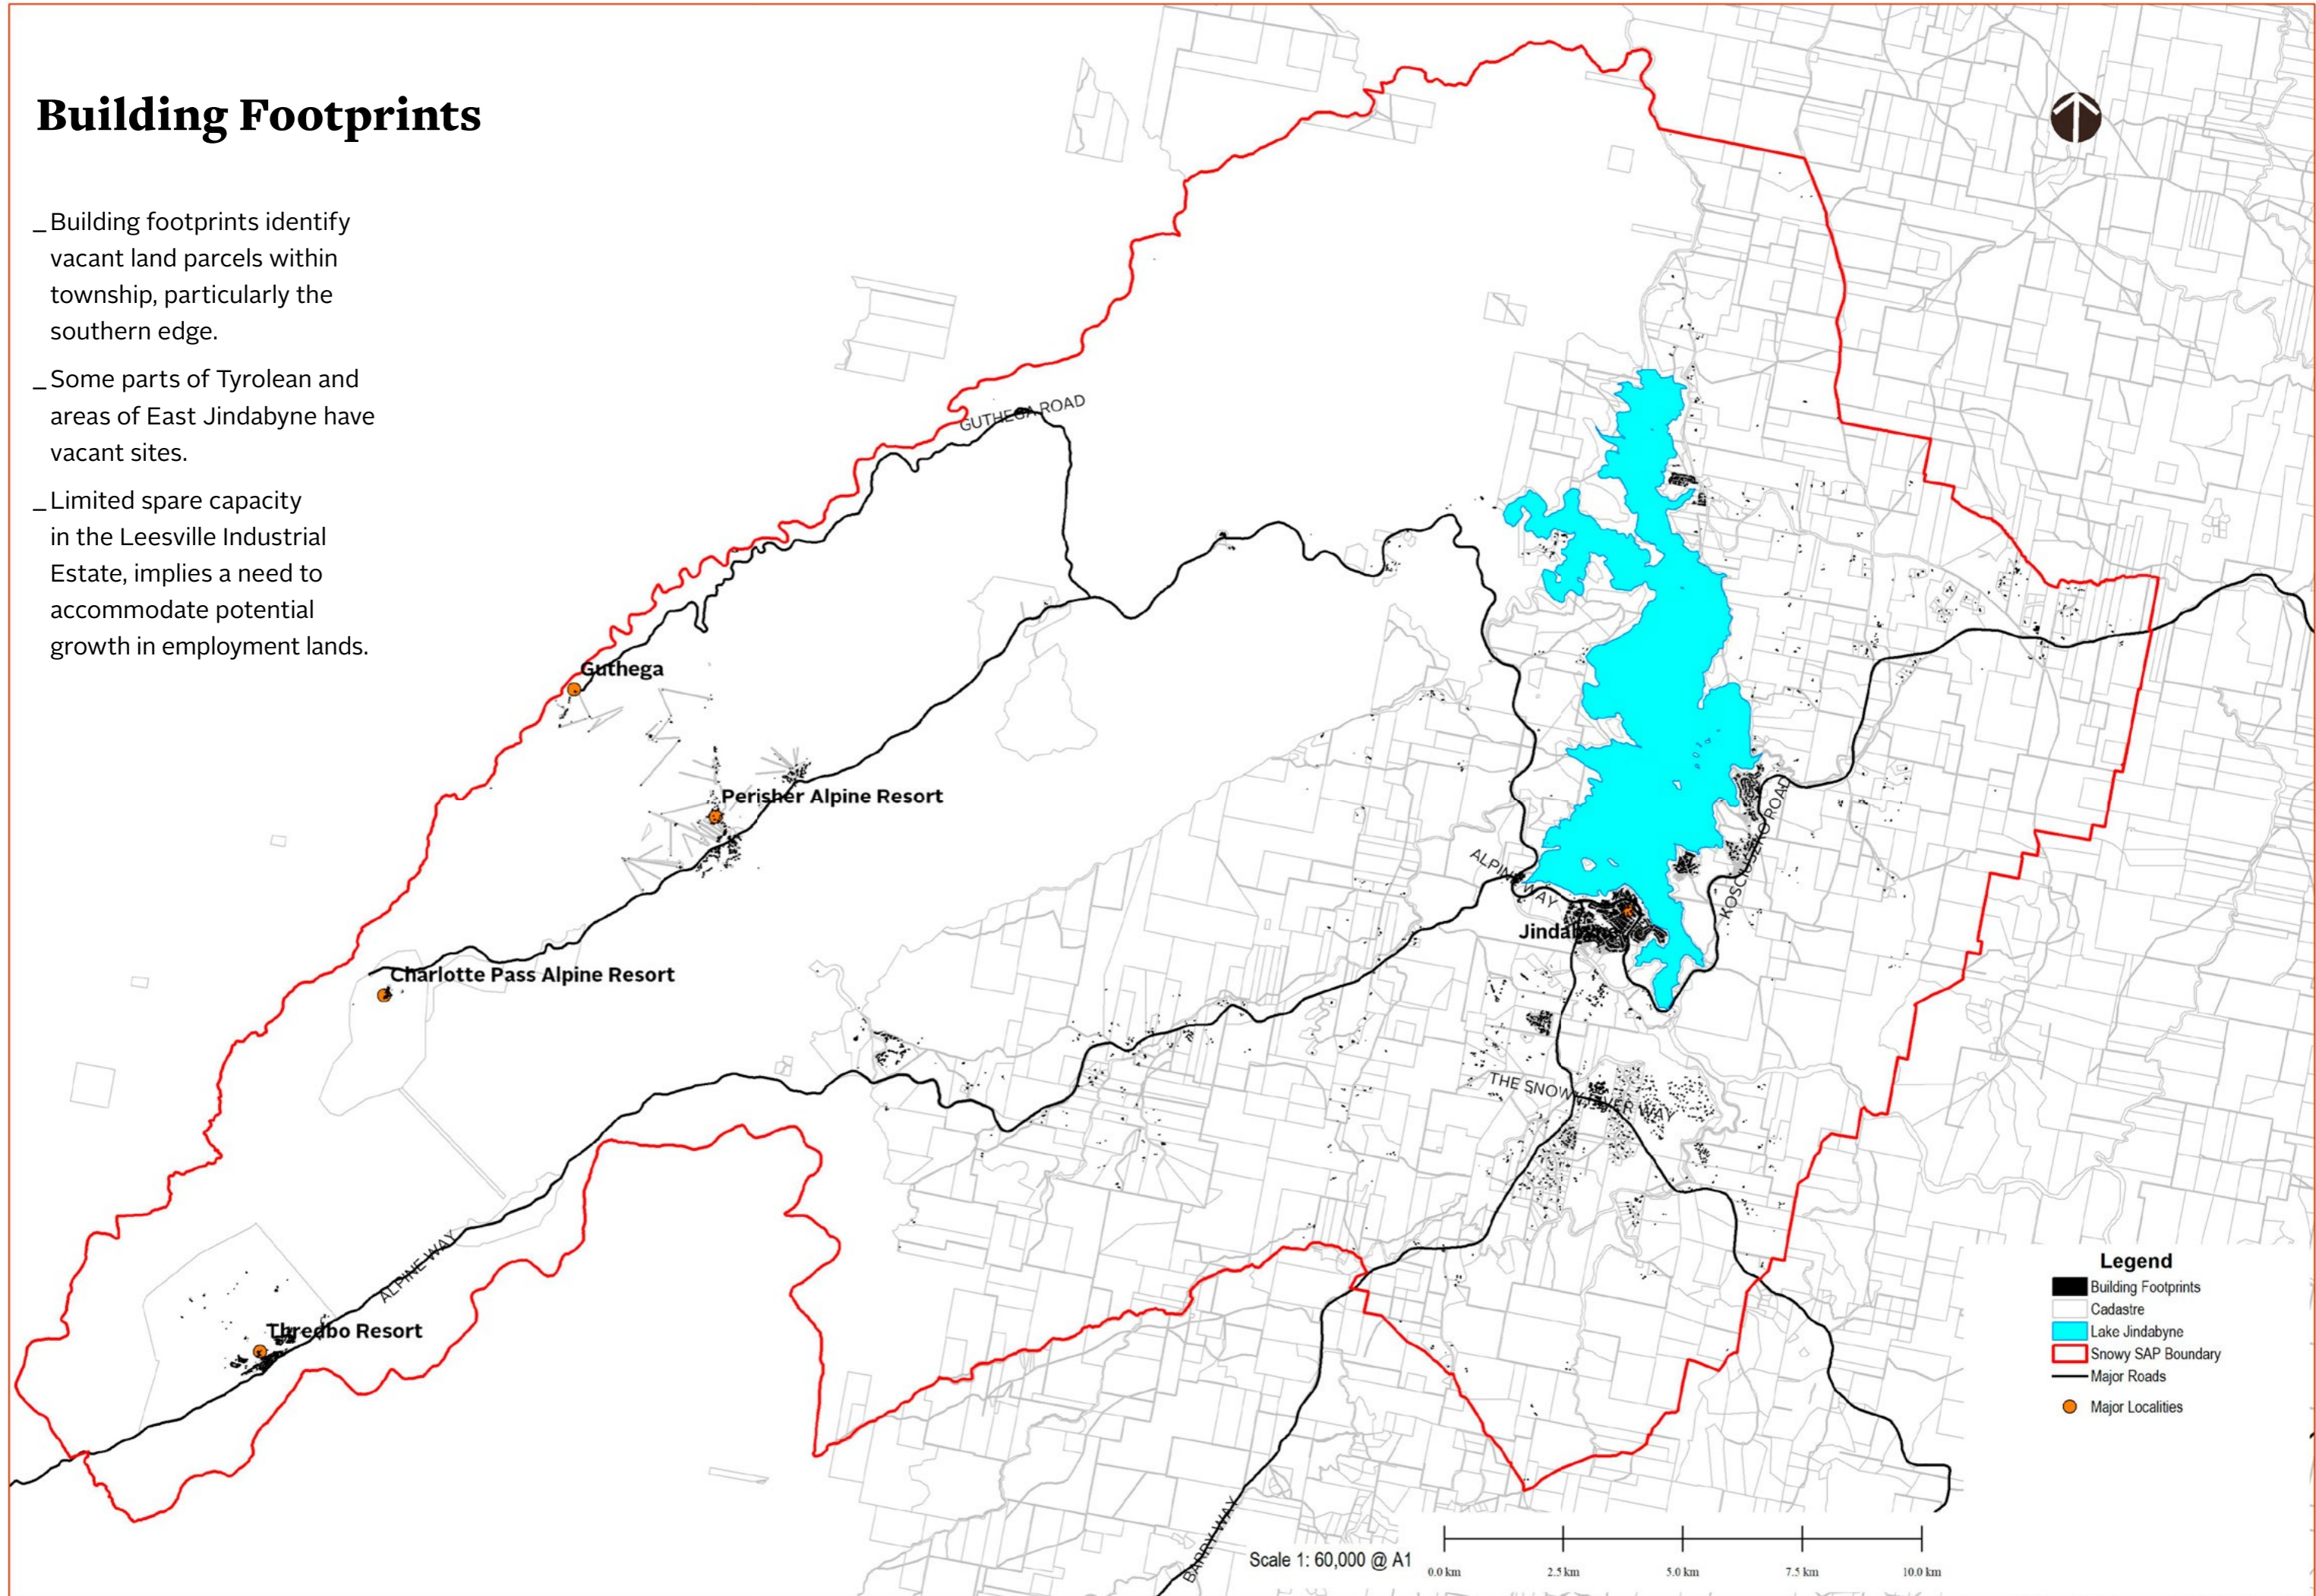 Building Footprints
_Building footprints identify
vacant land parcels within
township, particularly the
southern edge.
_Some parts of Tyrolean and
areas of East Jindabyne have
vacant sites.
_Limited spare capacity
in the Leesville Industrial
Estate, implies a need to
accommodate potential
growth in employment lands.
GUTHEGA ROAD
Guthega
Perisher Alpine Resort
KOSCIUSZKO ROAD
ALPINE WAY
Jindabyne
Charlotte Pass Alpine Resort
THE SNOWY RIVER WAY
ALPINE WAY
Thredbo Resort
BARRY WAY
Legend
Building Footprints
Cadastre
Lake Jindabyne
Snowy SAP Boundary
Major Roads
Major Localities
Scale 1: 60,000 @ A1
0.0 km 2.5 km 5.0 km 7.5 km 10.0 km